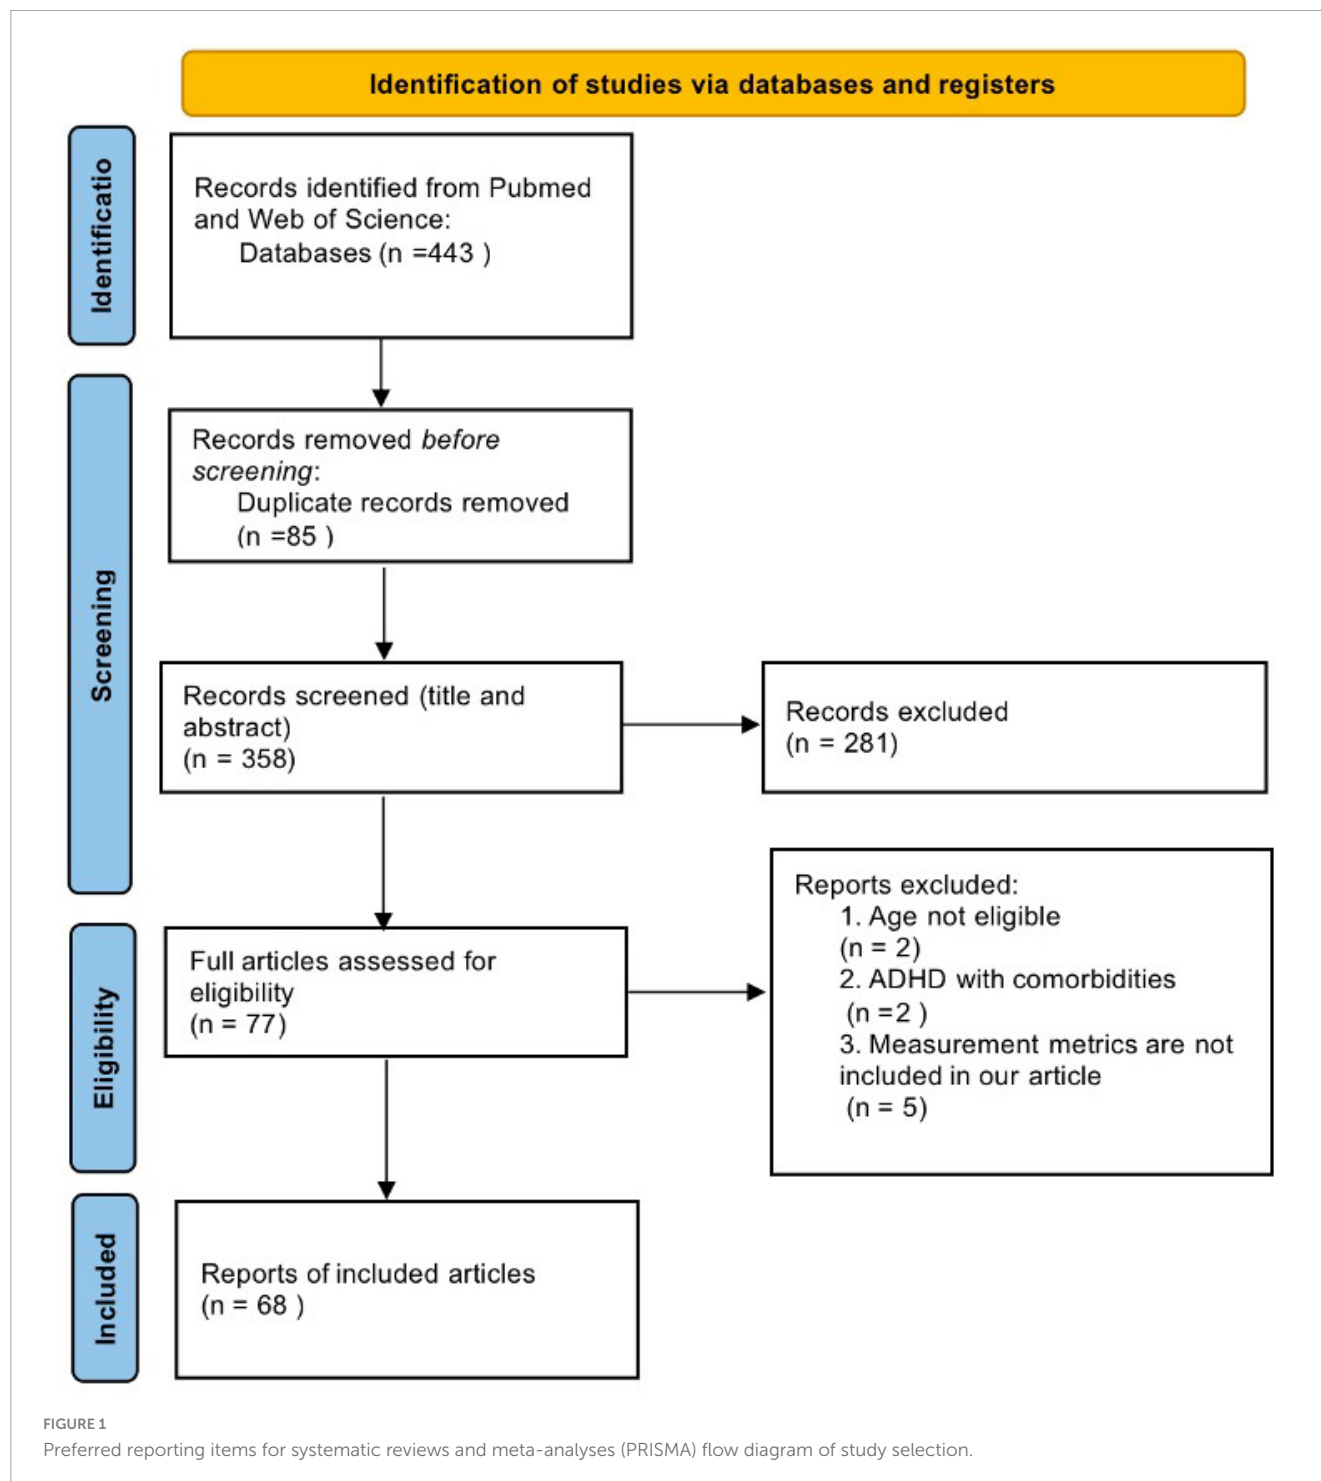 Identification of studies via databases and registers
Identificatio
Records identified from Pubmed
and Web of Science:
Databases (n =443 )
Screening
Records removed before
screening:
Duplicate records removed
(n =85 )
Records screened (title and
abstract)
(n = 358)
Records excluded
(n = 281)
Eligibility
Full articles assessed for
eligibility
(n = 77)
Reports excluded:
1. Age not eligible
(n = 2)
2. ADHD with comorbidities
(n =2 )
3. Measurement metrics are not
included in our article
(n = 5)
Included
Reports of included articles
(n = 68 )
FIGURE 1
Preferred reporting items for systematic reviews and meta-analyses (PRISMA) flow diagram of study selection.